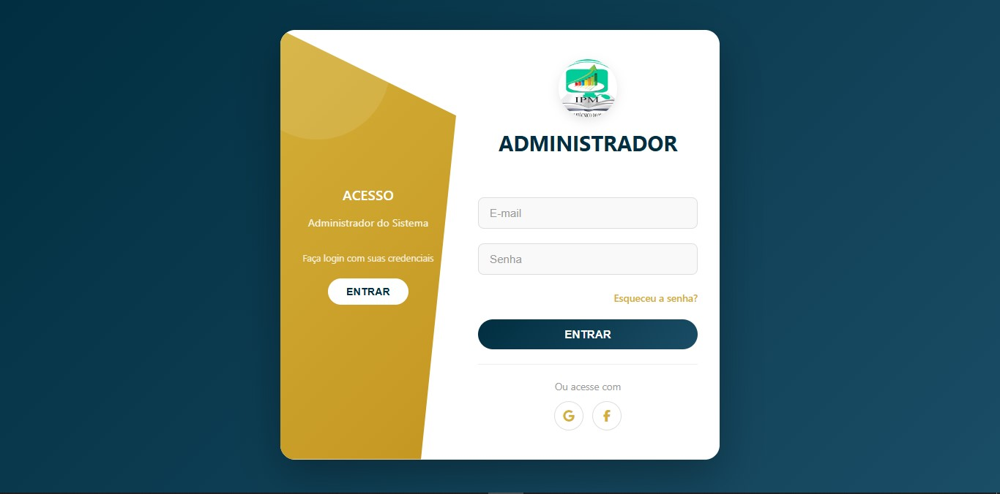 ACESSO
Administrador do Sistema
Faça login com suas credenciais
ENTRAR
IPM
ADMINISTRADOR
E-mail
Senha
Esqueceu a senha?
ENTRAR
Ou acesse com
G
f